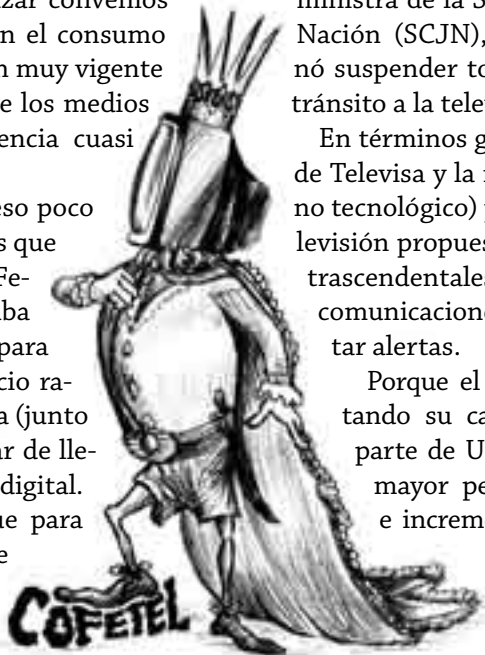 zar convenios
n el consumo
n muy vigente
e los medios
encia cuasi
eso poco
s que
Fe-
ba
para
cio ra-
a (junto
ar de lle-
digital.
ue para
e
COFETEL
ministra de la S
Nación (SCJN),
nó suspender to
tránsito a la telev
En términos g
de Televisa y la
no tecnológico)
levisión propues
trascendentales
comunicacione
tar alertas.
Porque el
tando su ca
parte de U
mayor pe
e increm